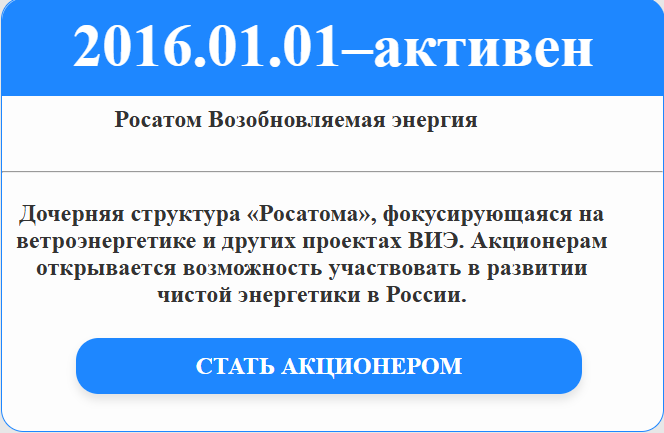 2016.01.01–активен
Росатом Возобновляемая энергия
Дочерняя структура «Росатома», фокусирующаяся на
ветроэнергетике и других проектах ВИЭ. Акционерам
открывается возможность участвовать в развитии
чистой энергетики в России.
СТАТЬ АКЦИОНЕРОМ